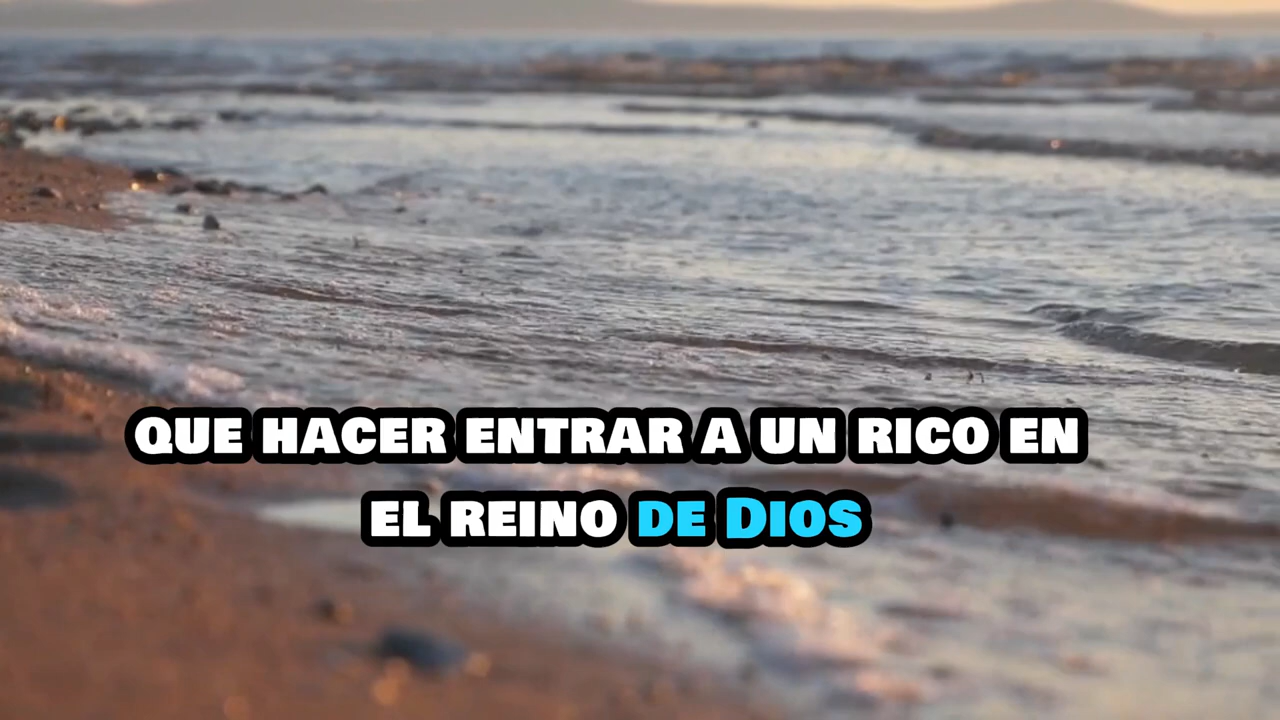 QUE HACER ENTRAR A UN RICO EN
EL REINO DE DIOS